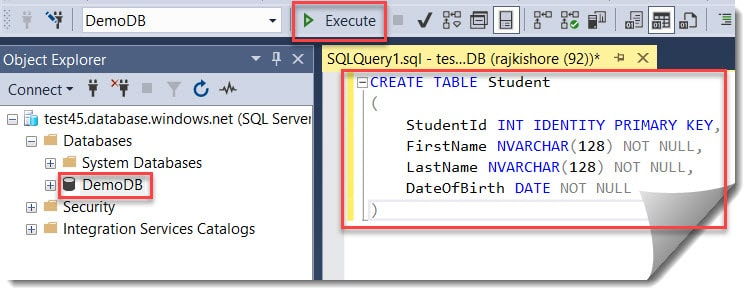 DemoDB
Execute
Object Explorer
Connect
test45.database.windows.net (SQL Server
Databases
System Databases
DemoDB
Security
Integration Services Catalogs
SQLQuery1.sql - tes...DB (rajkishore (92))*
CREATE TABLE Student
(
StudentId INT IDENTITY PRIMARY KEY,
FirstName NVARCHAR(128) NOT NULL,
LastName NVARCHAR(128) NOT NULL,
DateOfBirth DATE NOT NULL
)